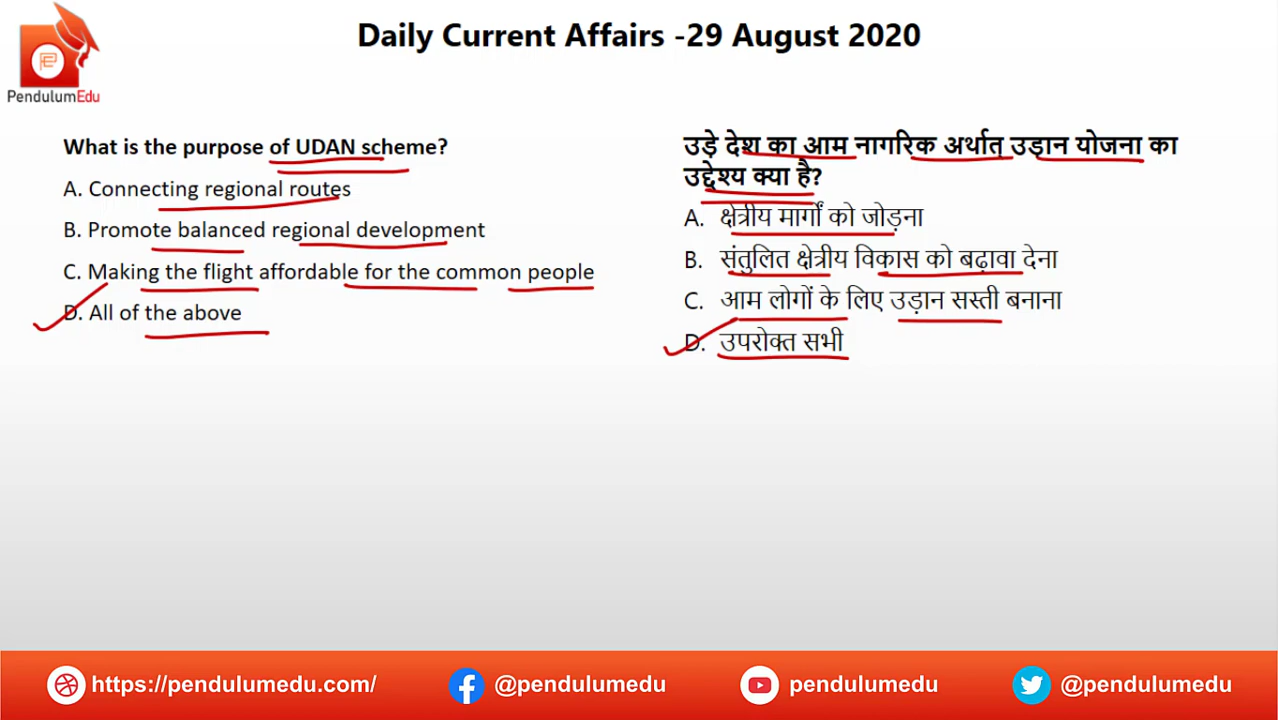 Daily Current Affairs -29 August 2020
PendulumEdu
What is the purpose of UDAN scheme?
A. Connecting regional routes
B. Promote balanced regional development
C. Making the flight affordable for the common people
D. All of the above
उड़े देश का आम नागरिक अर्थात् उड़ान योजना का
उद्देश्य क्या है?
A. क्षेत्रीय मार्गों को जोड़ना
B. संतुलित क्षेत्रीय विकास को बढ़ावा देना
C. आम लोगों के लिए उड़ान सस्ती बनाना
D. उपरोक्त सभी
https://pendulumedu.com/
@pendulumedu
pendulumedu
@pendulumedu